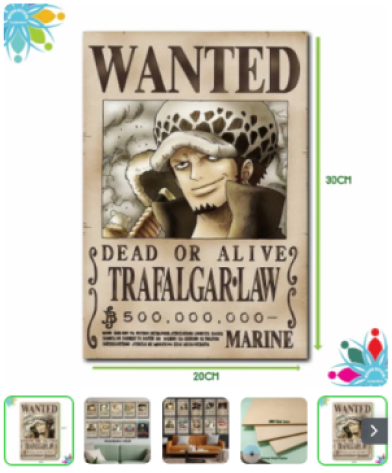 WANTED
30CM
DEAD OR ALIVE
TRAFALGAR•LAW
500,000,000-
MARINE
20CM
WANTED
WANTED